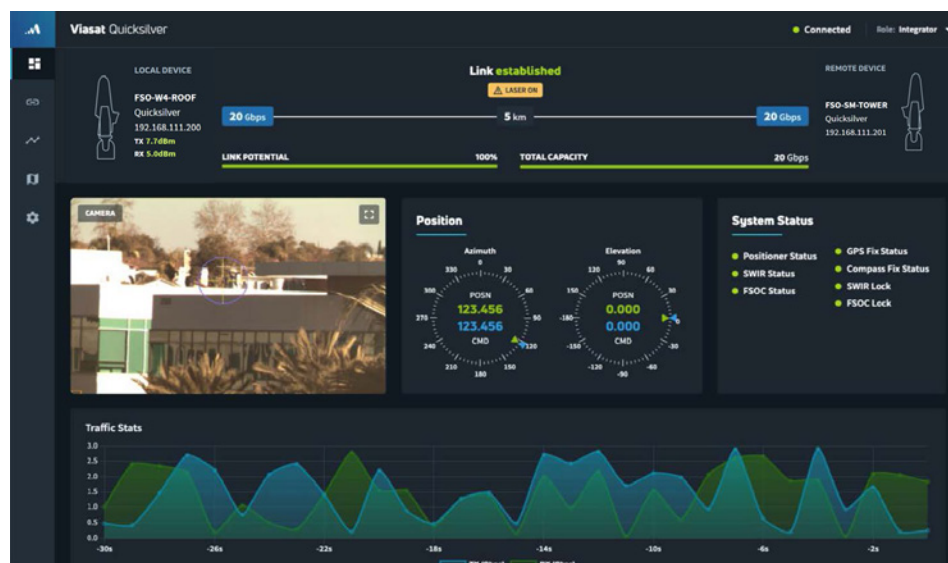 Viasat Quicksilver
Connected
Role: Integrator
LOCAL DEVICE
FSO-W4-ROOF
Quicksilver
192.168.111.200
TX 7.7dBm
RX 5.0dBm
Link established
LASER ON
20 Gbps
5 km
20 Gbps
LINK POTENTIAL 100%
TOTAL CAPACITY 20 Gbps
REMOTE DEVICE
FSO-SM-TOWER
Quicksilver
192.168.111.201
CAMERA
Position
Azimuth
0
330 30
300 60
POSN
123.456
270 90
123.456
CMD
240 120
210 150
180
Elevation
90
120 60
150 30
POSN
0.000
-180 0
0.000
CMD
-150 -30
-120 -60
-90
System Status
Positioner Status
SWIR Status
FSOC Status
GPS Fix Status
Compass Fix Status
SWIR Lock
FSOC Lock
Traffic Stats
3.0
2.5
2.0
1.5
1.0
0.5
0.0
-30s -26s -22s -18s -14s -10s -6s -2s